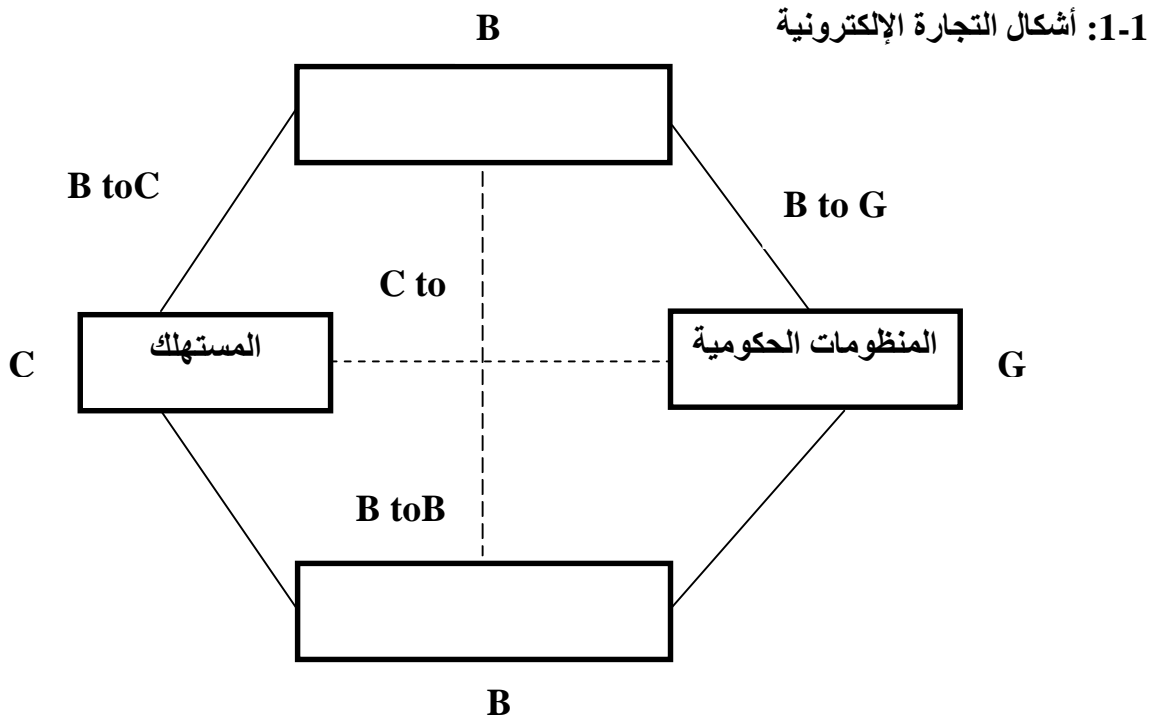 1-1: أشكال التجارة الإلكترونية
B
B toC
B to G
C to
C
المستهلك
المنظومات الحكومية
G
B toB
B